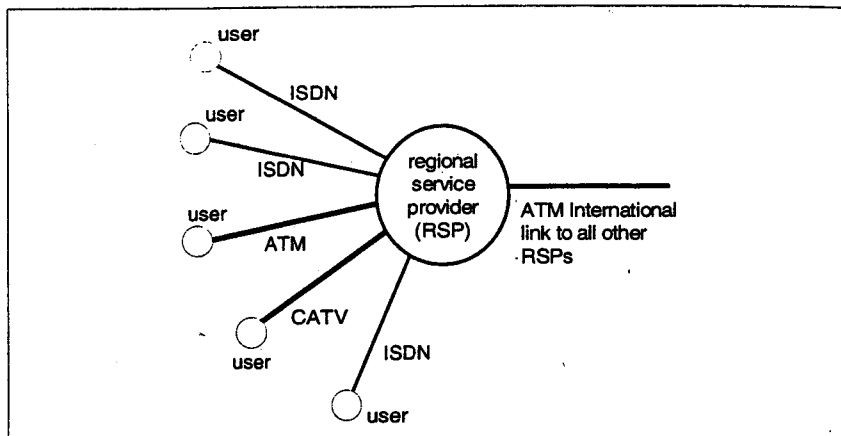 user
ISDN
user
ISDN
user
ATM
CATV
user
ISDN
user
regional
service
provider
(RSP)
ATM International
link to all other
RSPs